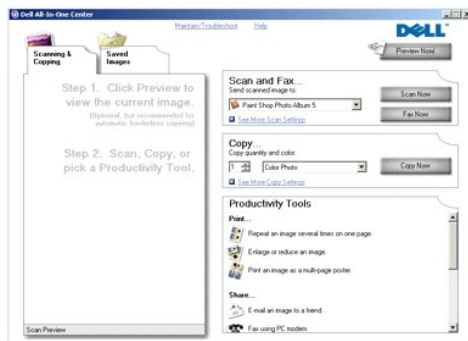 Dell All-In-One Center
Maintain/Troubleshoot Help
DELL
Preview Now!
Scanning & Copying
Saved Images
Step 1. Click Preview to
view the current image.
(Optional, but recommended for
automatic borderless copying)
Step 2. Scan, Copy, or
pick a Productivity Tool.
Scan Preview
Scan and Fax...
Send scanned image to:
Paint Shop Photo Album 5
Scan Now
See More Scan Settings
Fax Now
Copy...
Copy quantity and color:
1 Color Photo
Copy Now
See More Copy Settings
Productivity Tools
Print...
Repeat an image several times on one page.
Enlarge or reduce an image.
Print an image as a multi-page poster.
Share...
E-mail an image to a friend.
Fax using PC modem.